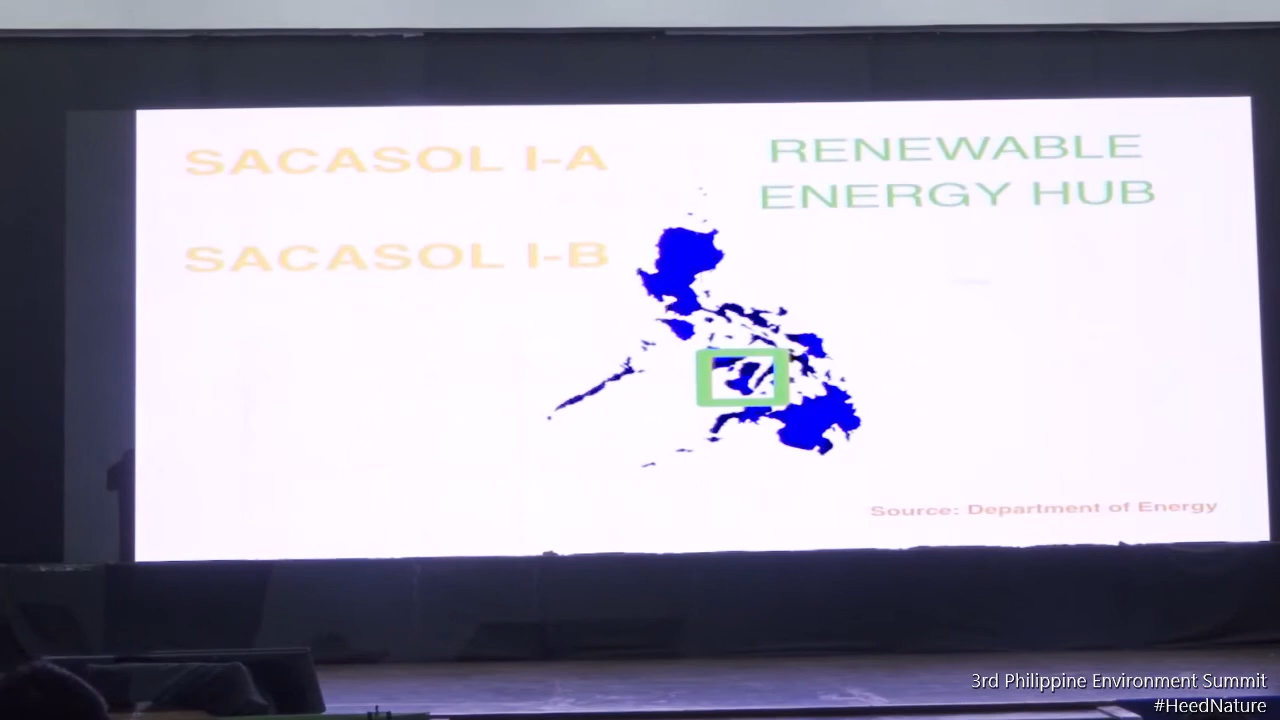 SACASOL I-A
SACASOL I-B
RENEWABLE
ENERGY HUB
Source: Department of Energy
3rd Philippine Environment Summit
#HeedNature